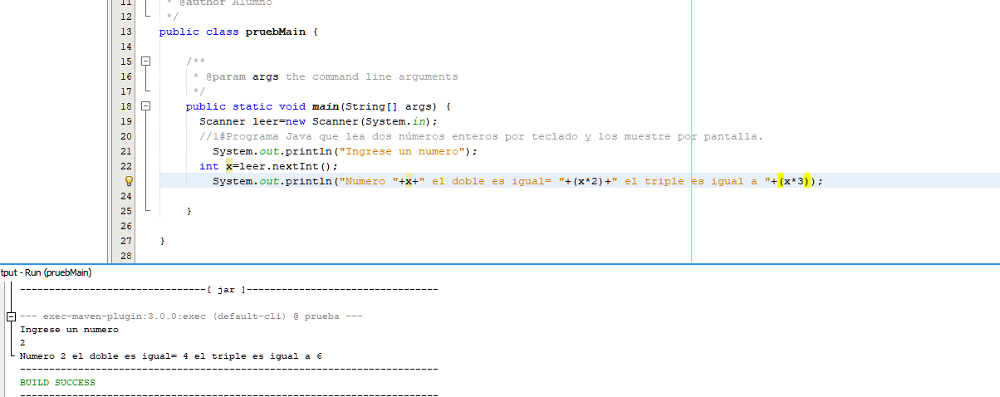 11 * @author Alumno
12 */
13 public class pruebMain {
14
15 /**
16 * @param args the command line arguments
17 */
18 public static void main(String[] args) {
19 Scanner leer=new Scanner(System.in);
20 //1#Programa Java que lea dos números enteros por teclado y los muestre por pantalla.
21 System.out.println("Ingrese un numero");
22 int x=leer.nextInt();
System.out.println("Numero "+x+" el doble es igual= "+(x*2)+" el triple es igual a "+(x*3));
24
25 }
26
27 }
28
tput - Run (pruebMain)
--------------------------------[ jar ]---------------------------------
--- exec-maven-plugin:3.0.0:exec (default-cli) @ prueba ---
Ingrese un numero
2
Numero 2 el doble es igual= 4 el triple es igual a 6
------------------------------------------------------------------------
BUILD SUCCESS
------------------------------------------------------------------------